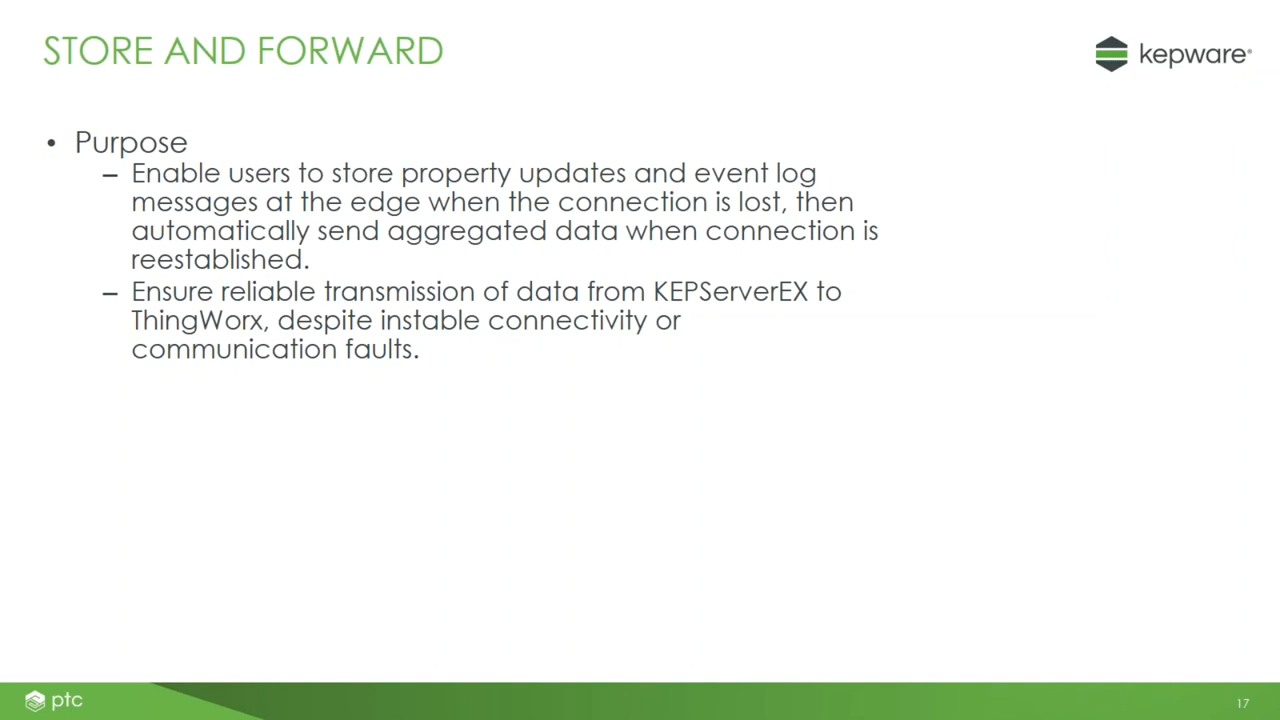 STORE AND FORWARD
kepware®
• Purpose
– Enable users to store property updates and event log
messages at the edge when the connection is lost, then
automatically send aggregated data when connection is
reestablished.
– Ensure reliable transmission of data from KEPServerEX to
ThingWorx, despite instable connectivity or
communication faults.
ptc
17